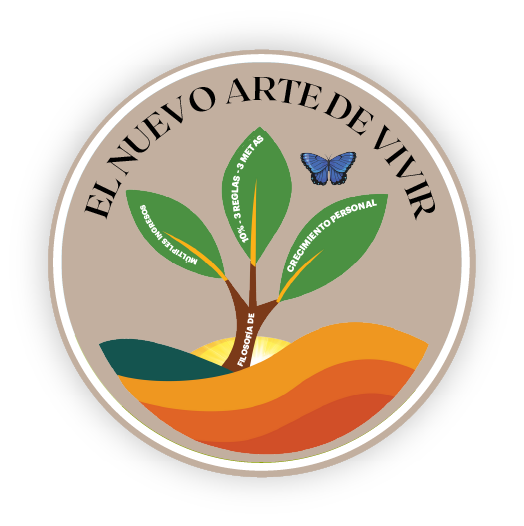 EL NUEVO ARTE DE VIVIR
MÚLTIPLES INGRESOS
10% - 3 REGLAS - 3 METAS
CRECIMIENTO PERSONAL
FILOSOFÍA DE